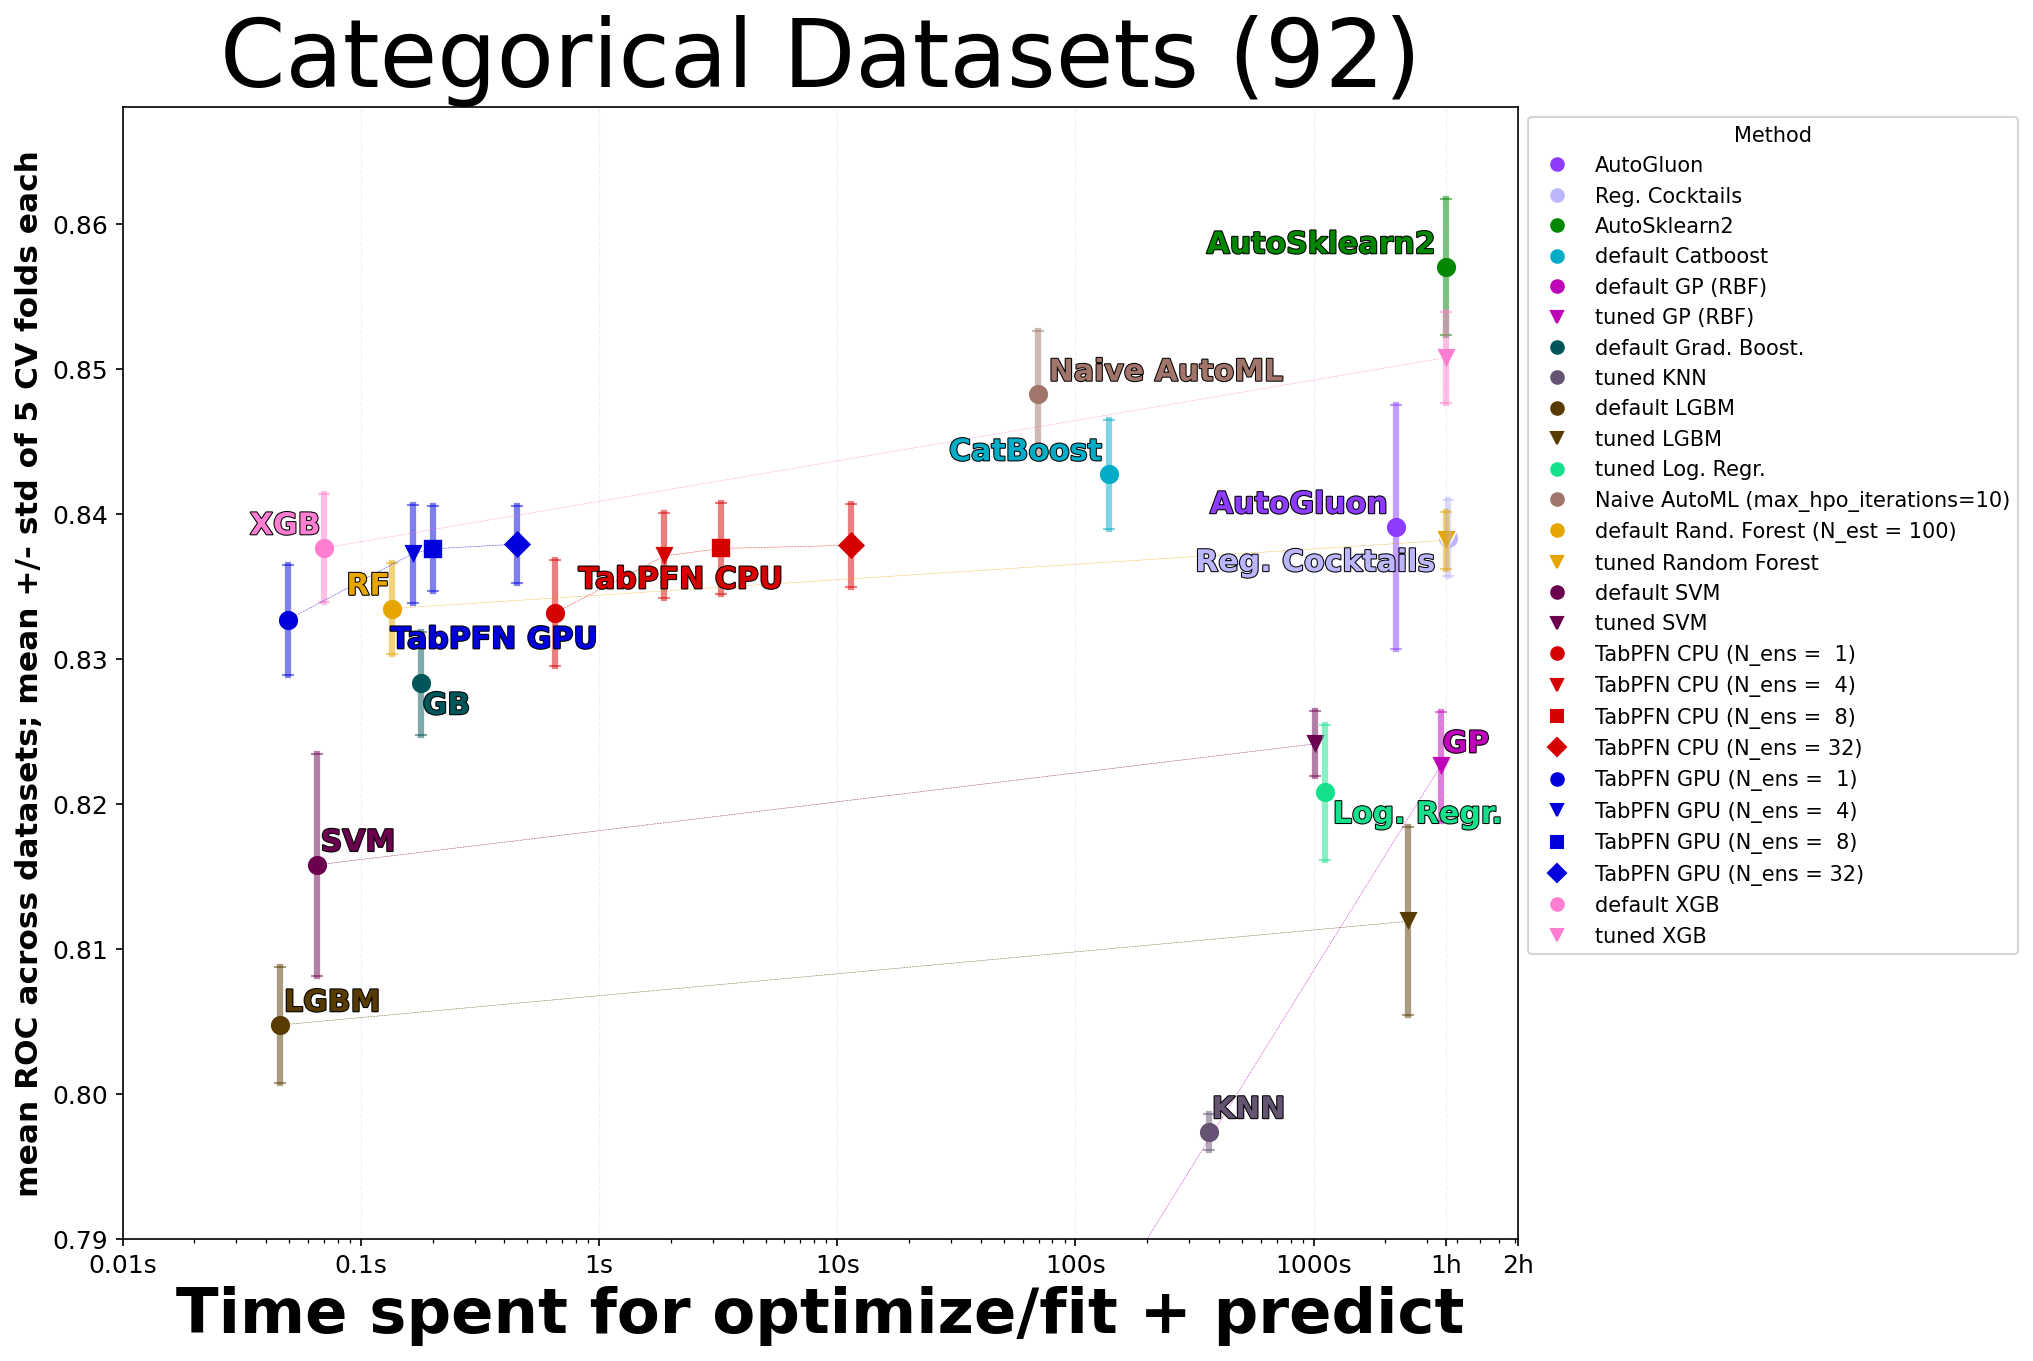 Categorical Datasets (92)
mean ROC across datasets; mean +/- std of 5 CV folds each
0.86
0.85
0.84
0.83
0.82
0.81
0.80
0.79
AutoSklearn2
Naive AutoML
CatBoost
AutoGluon
XGB
Reg. Cocktails
RF
TabPFN CPU
TabPFN GPU
GB
GP
Log. Regr.
SVM
LGBM
KNN
0.01s
0.1s
1s
10s
100s
1000s
1h
2h
Time spent for optimize/fit + predict
Method
AutoGluon
Reg. Cocktails
AutoSklearn2
default Catboost
default GP (RBF)
tuned GP (RBF)
default Grad. Boost.
tuned KNN
default LGBM
tuned LGBM
tuned Log. Regr.
Naive AutoML (max_hpo_iterations=10)
default Rand. Forest (N_est = 100)
tuned Random Forest
default SVM
tuned SVM
TabPFN CPU (N_ens =  1)
TabPFN CPU (N_ens =  4)
TabPFN CPU (N_ens =  8)
TabPFN CPU (N_ens = 32)
TabPFN GPU (N_ens =  1)
TabPFN GPU (N_ens =  4)
TabPFN GPU (N_ens =  8)
TabPFN GPU (N_ens = 32)
default XGB
tuned XGB